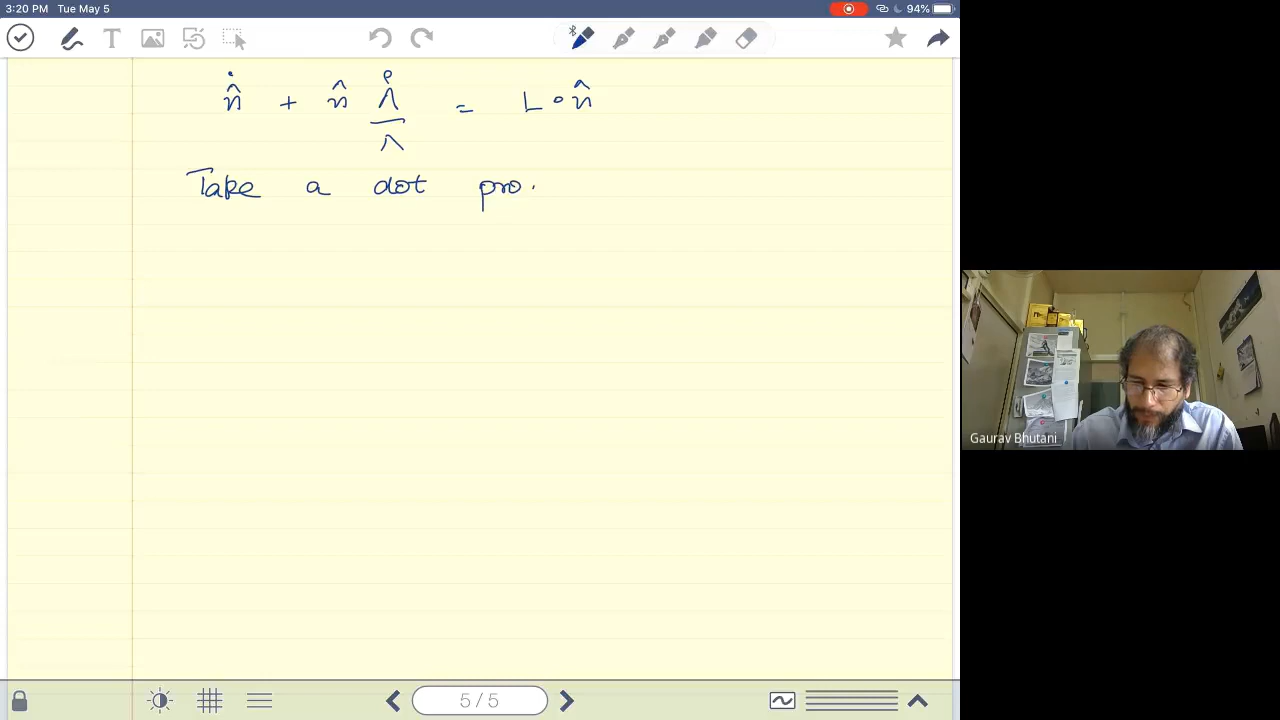 3:20 PM Tue May 5
94%
n̂̇ + n̂ Λ̇/Λ = L · n̂
Take a dot pro
Gaurav Bhutani
5 / 5